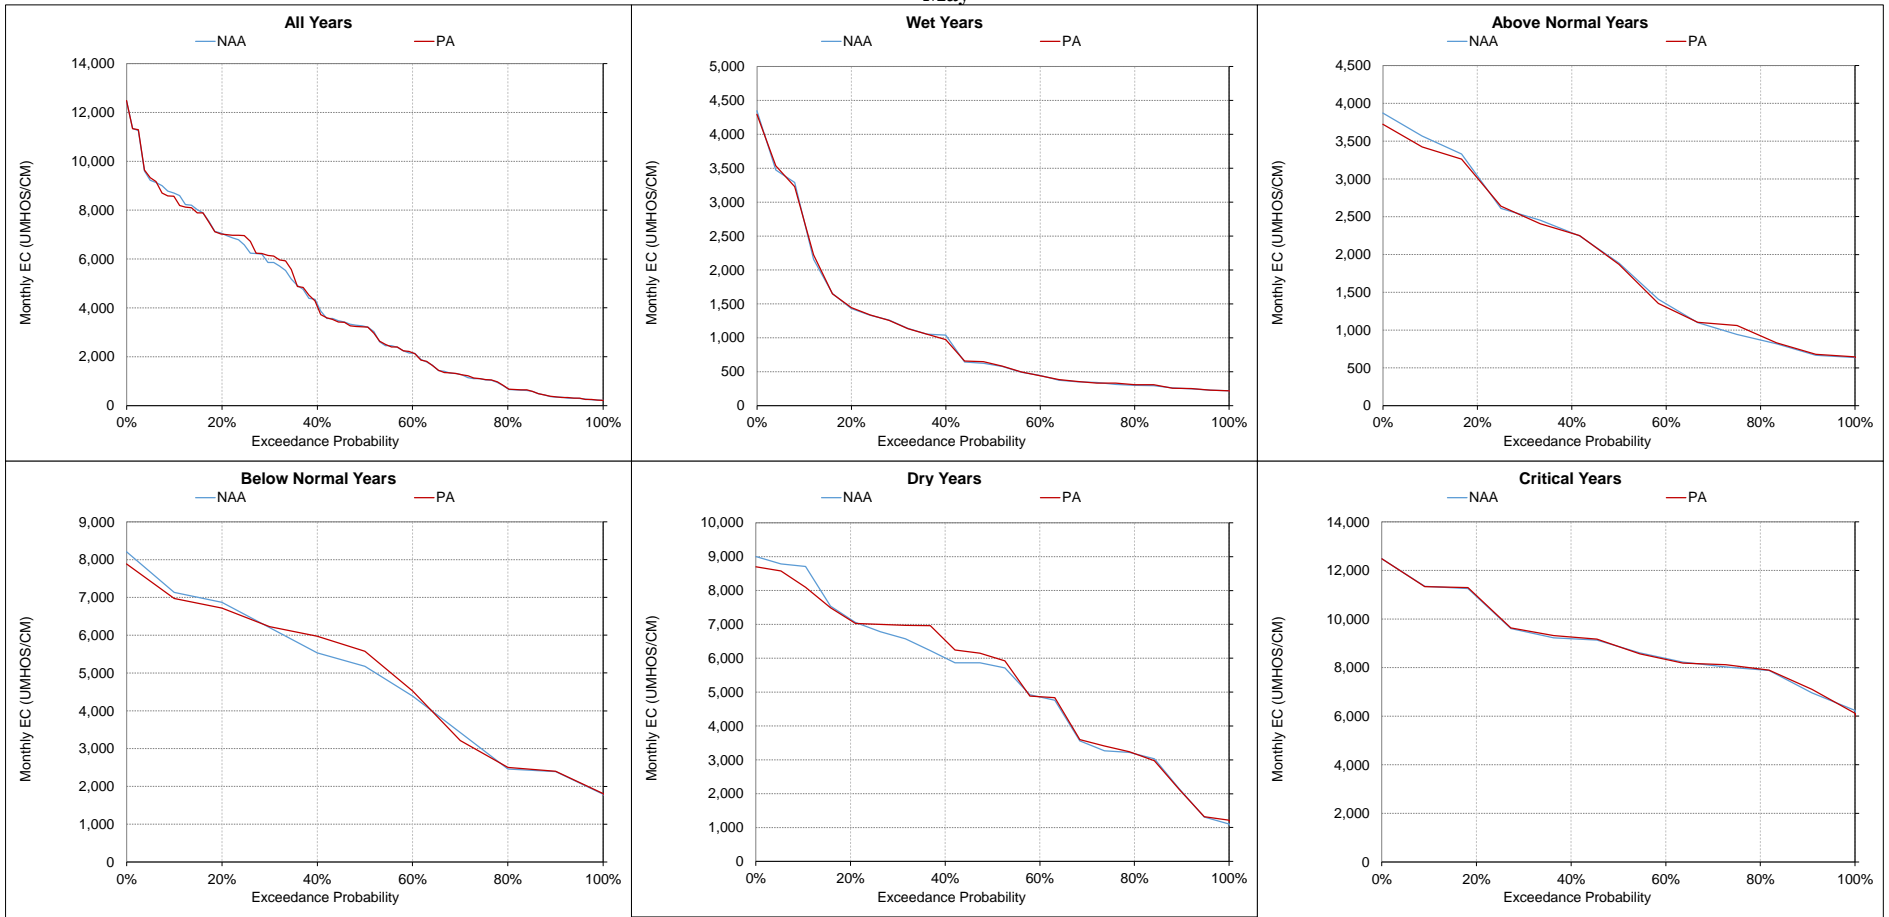 May
All Years
NAA PA
14,000
12,000
10,000
8,000
6,000
4,000
2,000
0
Monthly EC (UMHOS/CM)
0% 20% 40% 60% 80% 100%
Exceedance Probability
Wet Years
NAA PA
5,000
4,500
4,000
3,500
3,000
2,500
2,000
1,500
1,000
500
0
Monthly EC (UMHOS/CM)
0% 20% 40% 60% 80% 100%
Exceedance Probability
Above Normal Years
NAA PA
4,500
4,000
3,500
3,000
2,500
2,000
1,500
1,000
500
0
Monthly EC (UMHOS/CM)
0% 20% 40% 60% 80% 100%
Exceedance Probability
Below Normal Years
NAA PA
9,000
8,000
7,000
6,000
5,000
4,000
3,000
2,000
1,000
0
Monthly EC (UMHOS/CM)
0% 20% 40% 60% 80% 100%
Exceedance Probability
Dry Years
NAA PA
10,000
9,000
8,000
7,000
6,000
5,000
4,000
3,000
2,000
1,000
0
Monthly EC (UMHOS/CM)
0% 20% 40% 60% 80% 100%
Exceedance Probability
Critical Years
NAA PA
14,000
12,000
10,000
8,000
6,000
4,000
2,000
0
Monthly EC (UMHOS/CM)
0% 20% 40% 60% 80% 100%
Exceedance Probability